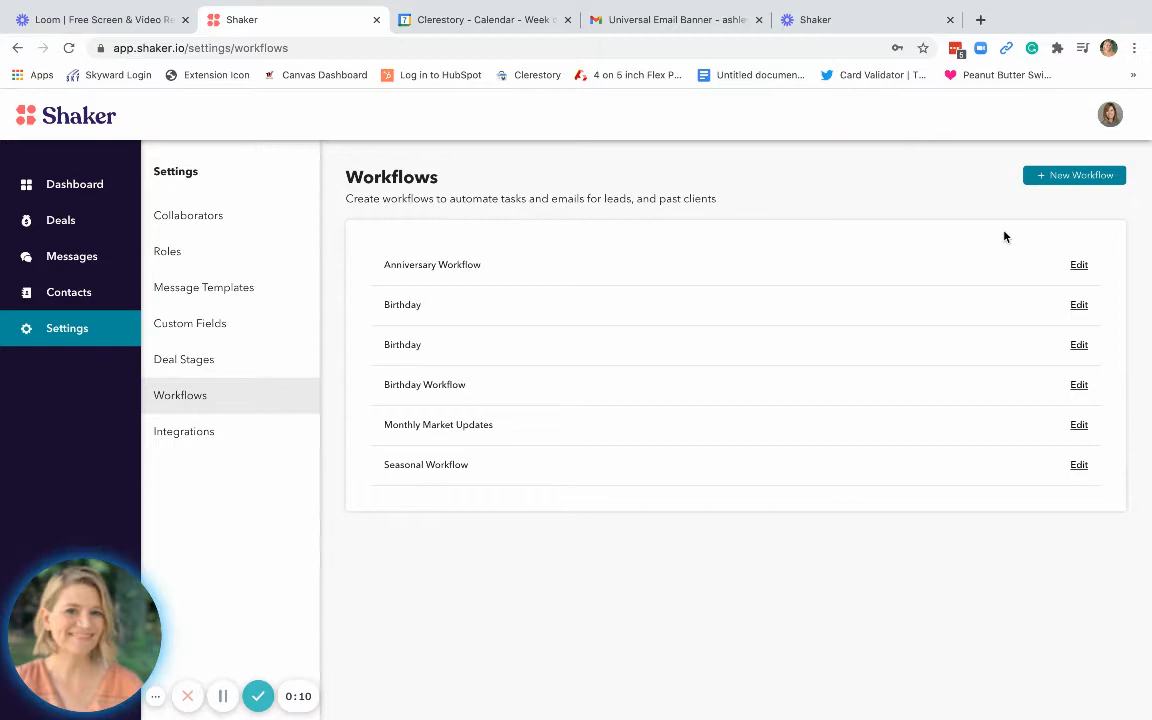 Loom | Free Screen & Video Re
Shaker
Clerestory - Calendar - Week o
Universal Email Banner - ashle
Shaker
app.shaker.io/settings/workflows
5
Apps
Skyward Login
Extension Icon
Canvas Dashboard
Log in to HubSpot
Clerestory
4 on 5 inch Flex P...
Untitled documen...
Card Validator | T...
Peanut Butter Swi...
»
Shaker
Dashboard
Deals
Messages
Contacts
Settings
Settings
Collaborators
Roles
Message Templates
Custom Fields
Deal Stages
Workflows
Integrations
Workflows
+ New Workflow
Create workflows to automate tasks and emails for leads, and past clients
Anniversary Workflow Edit
Birthday Edit
Birthday Edit
Birthday Workflow Edit
Monthly Market Updates Edit
Seasonal Workflow Edit
0:10